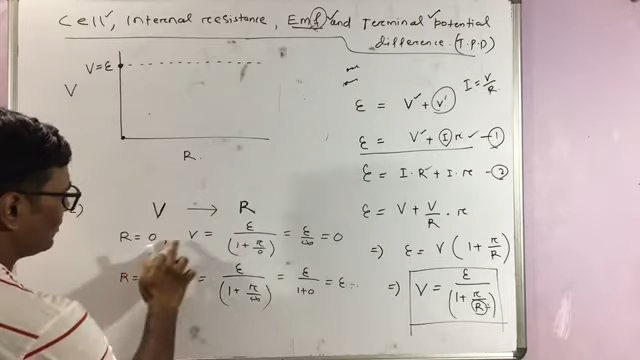 Cell, Internal resistance, Emf and Terminal potential
difference. (T.P.D)
V = ε
V
R.
I = V/R
ε = V + V'
ε = V + I r - 1
ε = I · R + I · r - 2
V → R
ε = V + V/R · r
R = 0, V = ε/(1 + r/0) = ε/∞ = 0
⇒ ε = V (1 + r/R)
R = = ε/(1 + r/∞) = ε/1+0 = ε
⇒ V = ε/(1 + r/R)